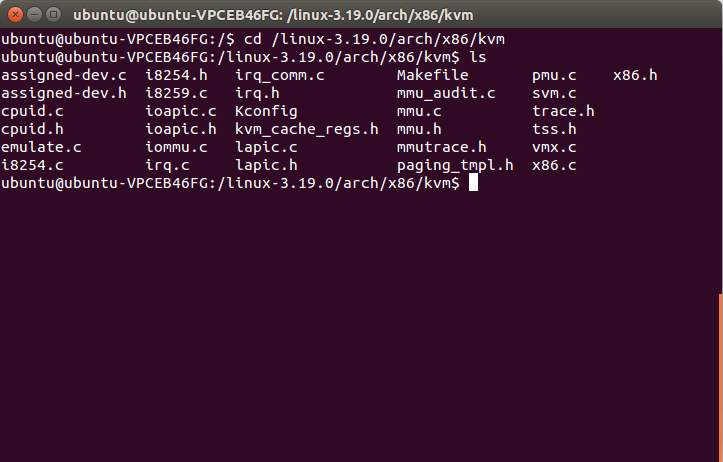 ubuntu@ubuntu-VPCEB46FG: /linux-3.19.0/arch/x86/kvm
ubuntu@ubuntu-VPCEB46FG:/$ cd /linux-3.19.0/arch/x86/kvm
ubuntu@ubuntu-VPCEB46FG:/linux-3.19.0/arch/x86/kvm$ ls
assigned-dev.c  i8254.h   irq_comm.c        Makefile       pmu.c    x86.h
assigned-dev.h  i8259.c   irq.h             mmu_audit.c    svm.c
cpuid.c         ioapic.c  Kconfig           mmu.c          trace.h
cpuid.h         ioapic.h  kvm_cache_regs.h  mmu.h          tss.h
emulate.c       iommu.c   lapic.c           mmutrace.h     vmx.c
i8254.c         irq.c     lapic.h           paging_tmpl.h  x86.c
ubuntu@ubuntu-VPCEB46FG:/linux-3.19.0/arch/x86/kvm$